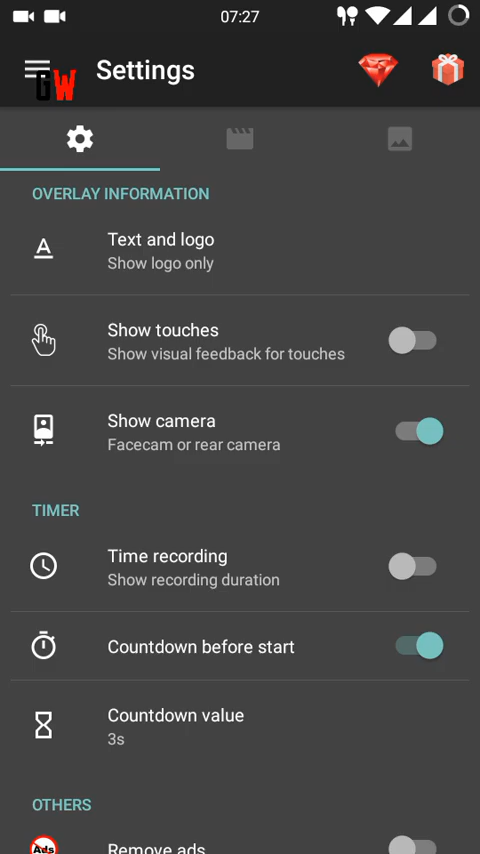 07:27
Settings
GW
OVERLAY INFORMATION
A
Text and logo
Show logo only
Show touches
Show visual feedback for touches
Show camera
Facecam or rear camera
TIMER
Time recording
Show recording duration
Countdown before start
Countdown value
3s
OTHERS
Ads
Remove ads